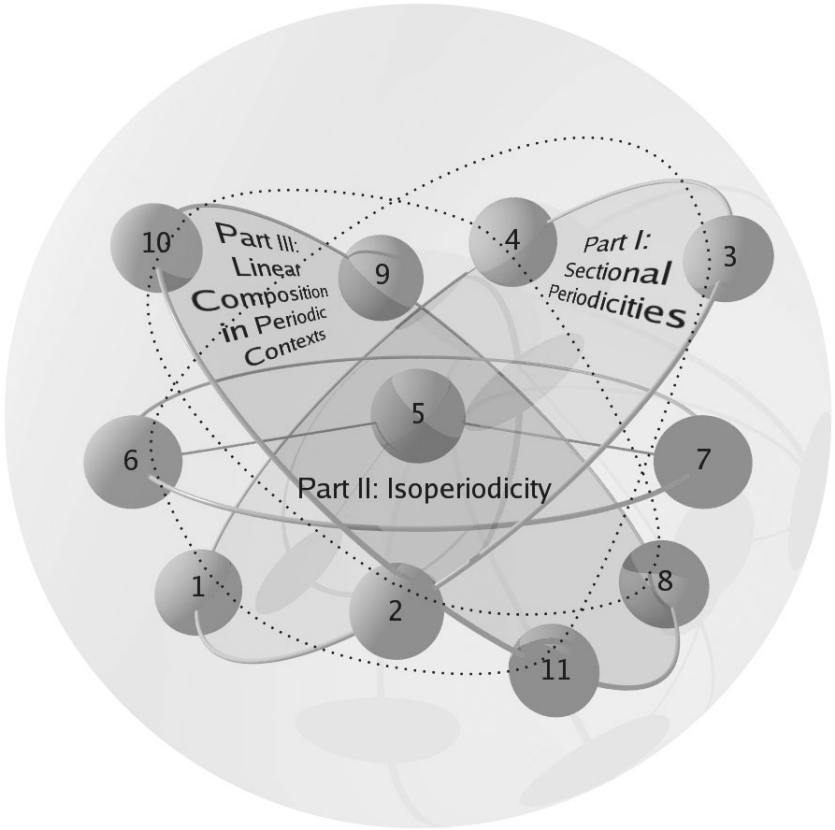 10
Part III:
Linear
Composition
in Periodic
Contexts
9
4
Part I:
Sectional
Periodicities
3
5
6
7
Part II: Isoperiodicity
1
2
8
11